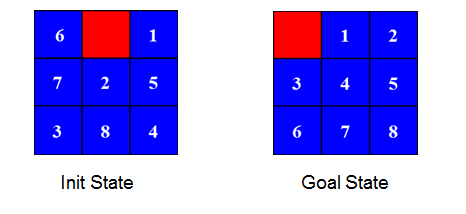 6 1 1 2
7 2 5 3 4 5
3 8 4 6 7 8
Init State Goal State